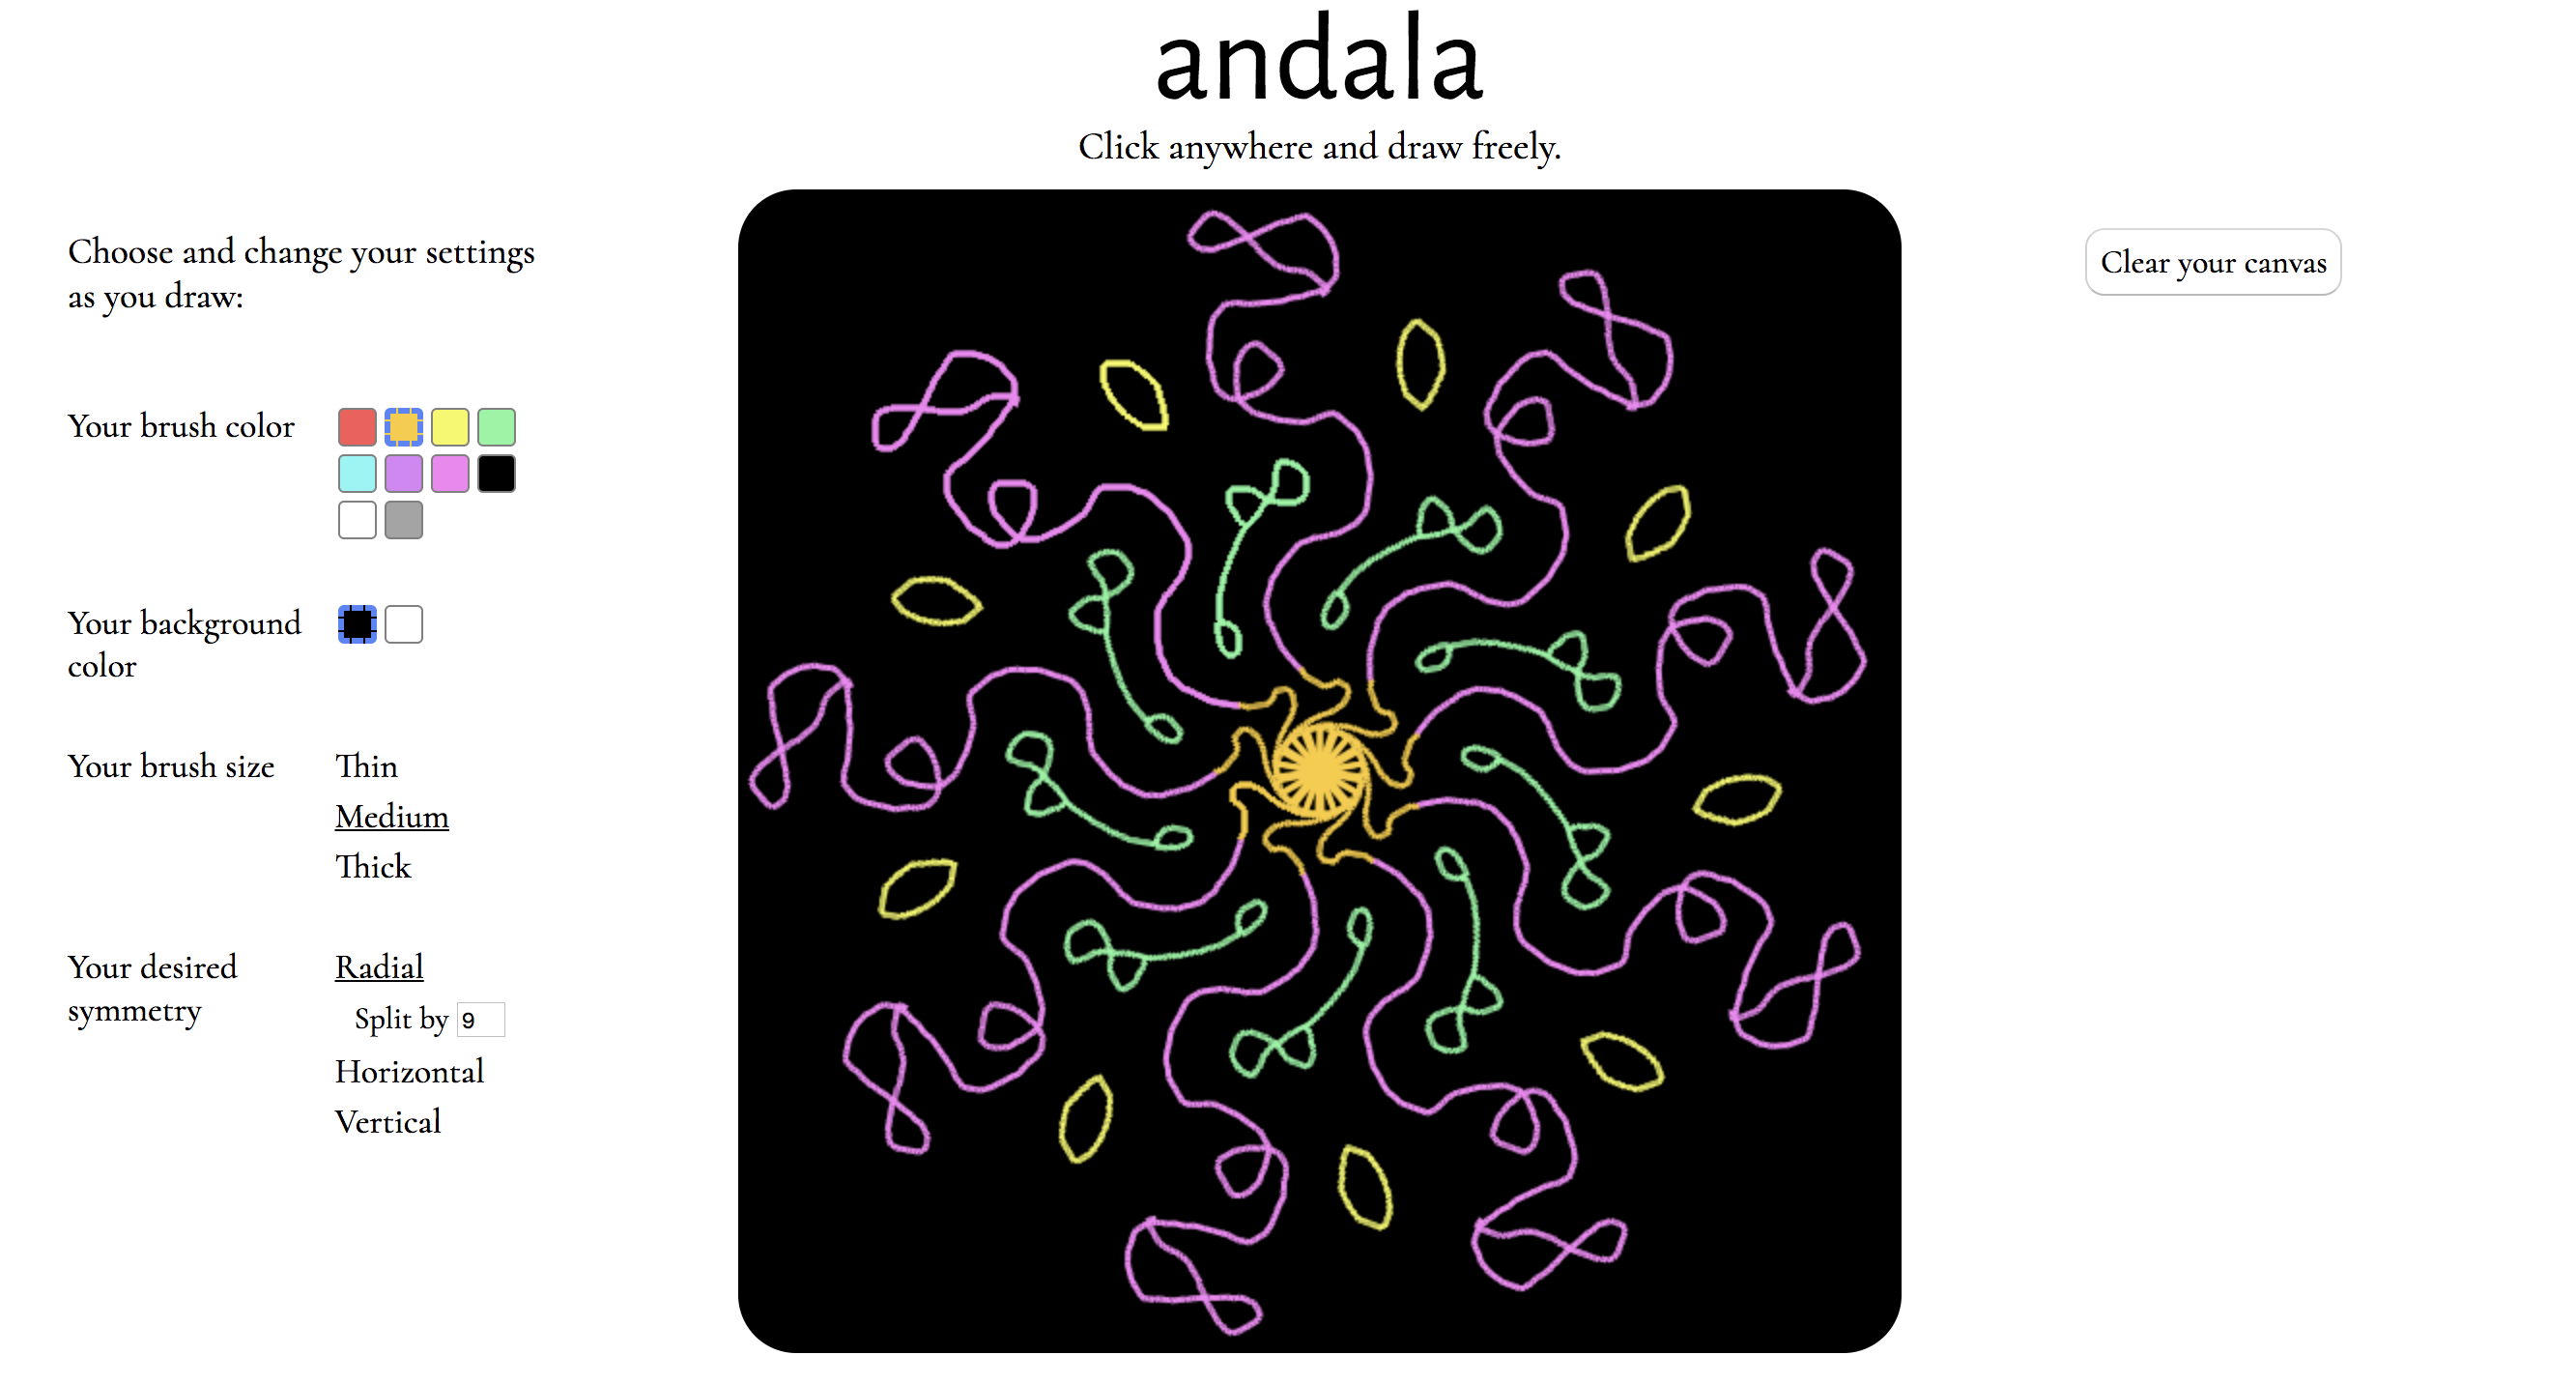 andala
Click anywhere and draw freely.
Choose and change your settings
as you draw:
Your brush color
Your background
color
Your brush size
Thin
Medium
Thick
Your desired
symmetry
Radial
Split by 9
Horizontal
Vertical
Clear your canvas